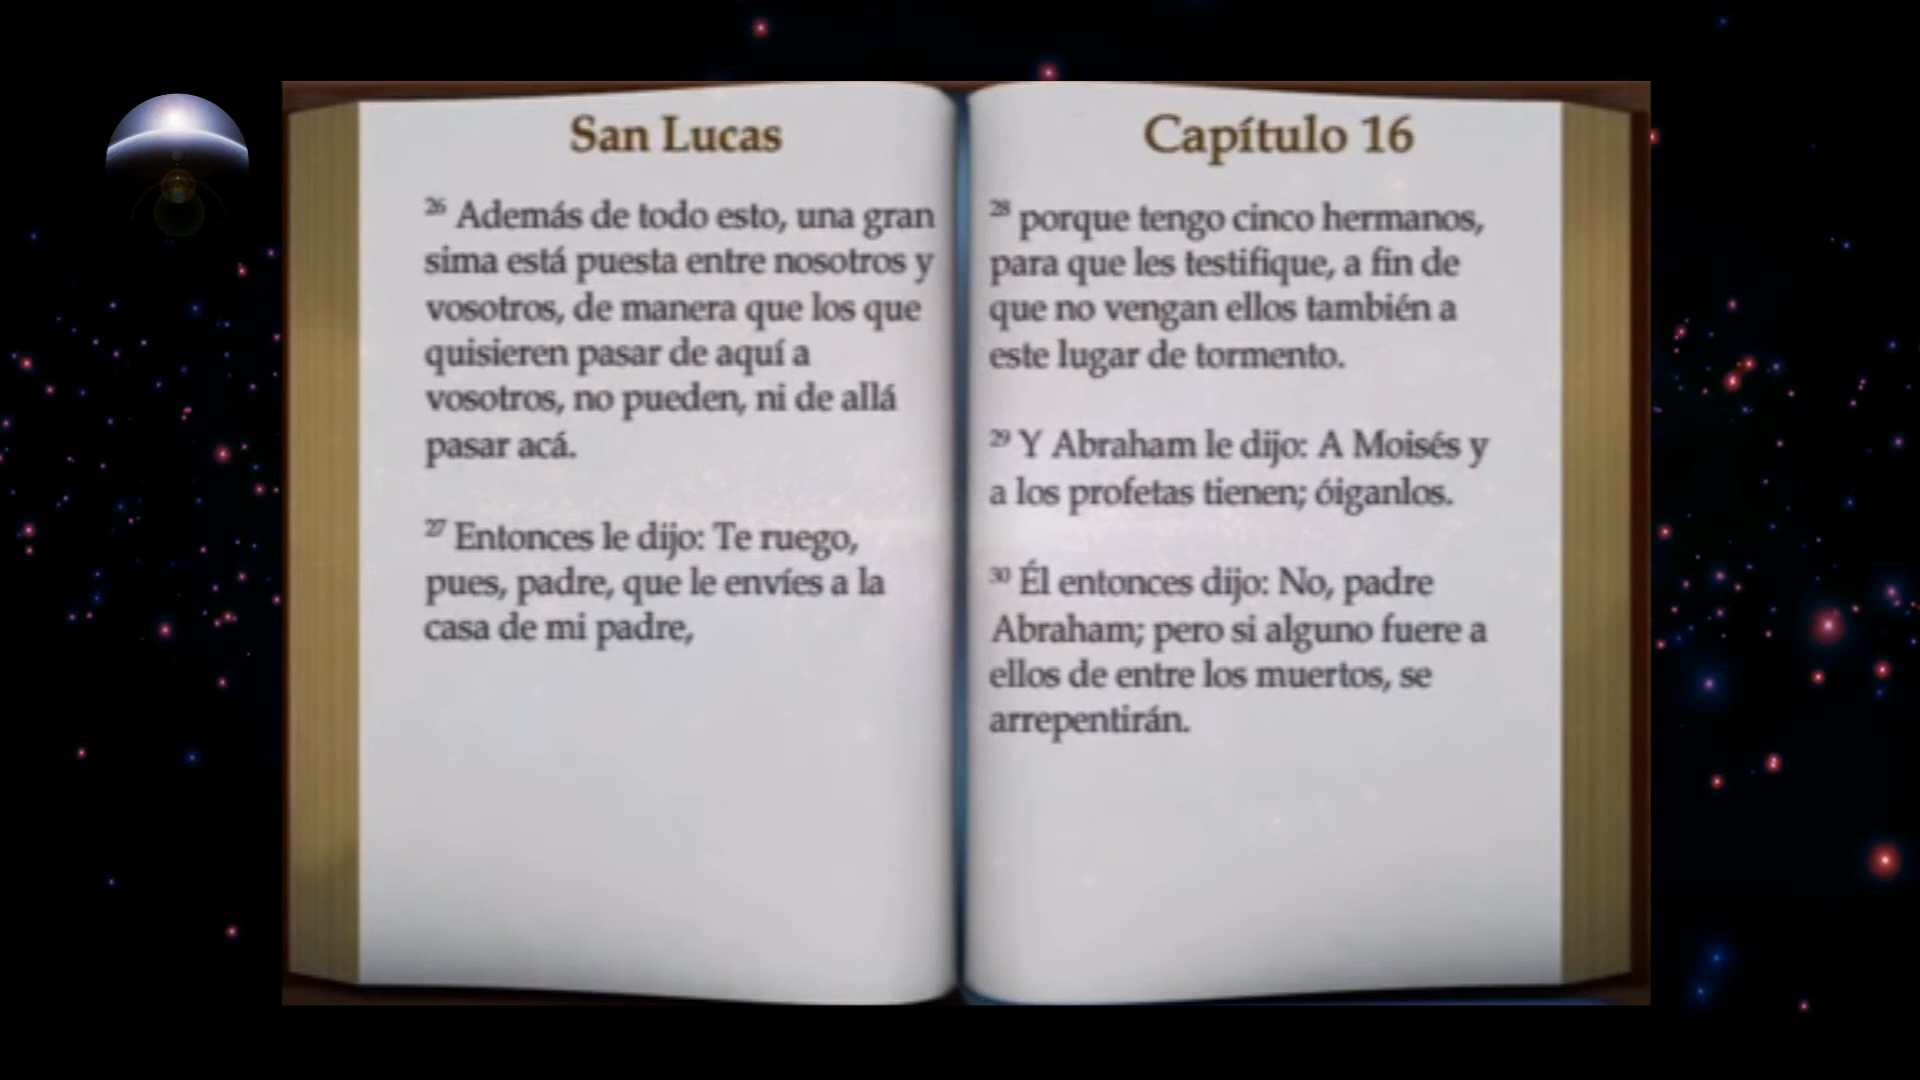 San Lucas
26 Además de todo esto, una gran
sima está puesta entre nosotros y
vosotros, de manera que los que
quisieren pasar de aquí a
vosotros, no pueden, ni de allá
pasar acá.
27 Entonces le dijo: Te ruego,
pues, padre, que le envíes a la
casa de mi padre,
Capítulo 16
28 porque tengo cinco hermanos,
para que les testifique, a fin de
que no vengan ellos también a
este lugar de tormento.
29 Y Abraham le dijo: A Moisés y
a los profetas tienen; óiganlos.
30 Él entonces dijo: No, padre
Abraham; pero si alguno fuere a
ellos de entre los muertos, se
arrepentirán.